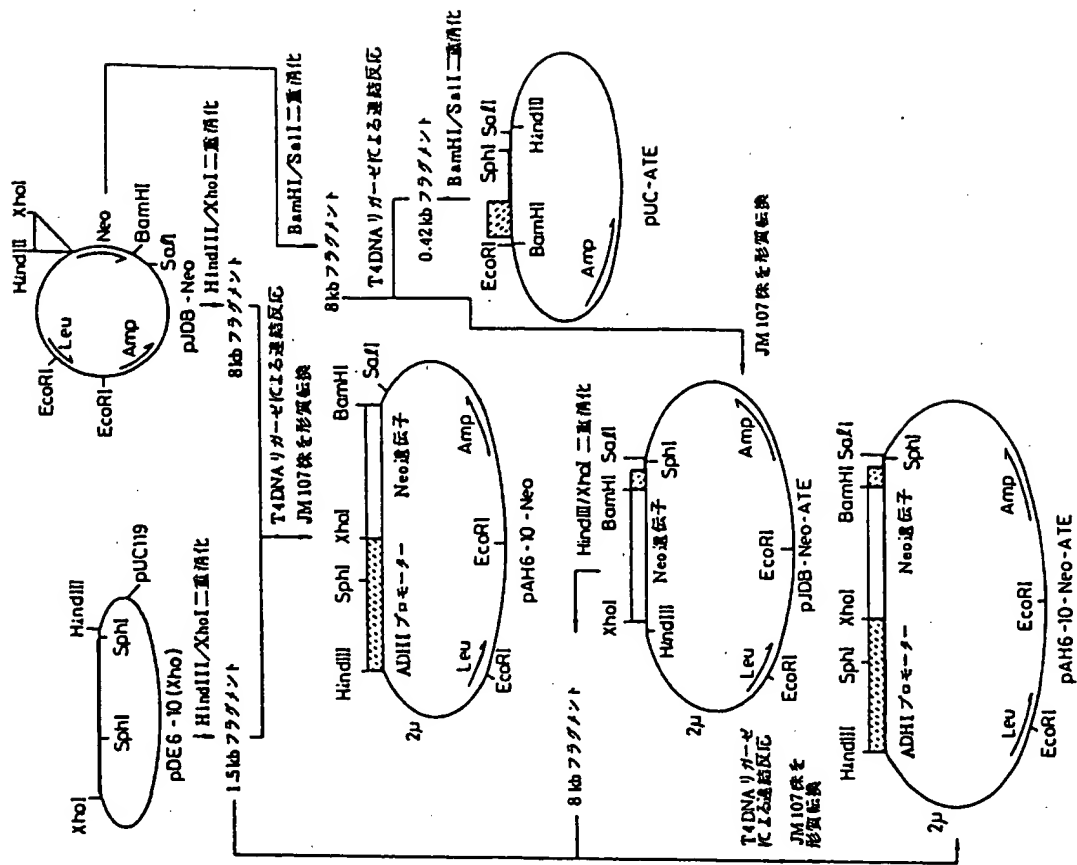 XhoI
HindIII
SphI
SphI
pUC119
pDE6-10(Xho)
HindIII/XhoI二重消化
1.5kbフラグメント
HindIII
XhoI
EcoRI
Leu
Neo
EcoRI
Amp
BamHI
SalI
pJDB-Neo
HindIII/XhoI二重消化
8kbフラグメント
T4DNAリガーゼによる連結反応
JM107株を形質転換
BamHI/SalI二重消化
8kbフラグメント
T4DNAリガーゼによる連結反応
0.42kbフラグメント
BamHI/SalI二重消化
HindIII
SphI
XhoI
BamHI
SalI
ADHIプロモーター
Neo遺伝子
2μ
Leu
Amp
EcoRI
EcoRI
pAH6-10-Neo
EcoRI
SphI
SalI
BamHI
HindIII
Amp
pUC-ATE
JM107株を形質転換
HindIII/XhoI二重消化
8kbフラグメント
XhoI
BamHI
SalI
HindIII
Neo遺伝子
SphI
2μ
Leu
Amp
EcoRI
EcoRI
pJDB-Neo-ATE
T4DNAリガーゼ
による連結反応
JM107株を
形質転換
HindIII
SphI
XhoI
BamHI
SalI
ADHIプロモーター
Neo遺伝子
SphI
2μ
Leu
Amp
EcoRI
EcoRI
pAH6-10-Neo-ATE